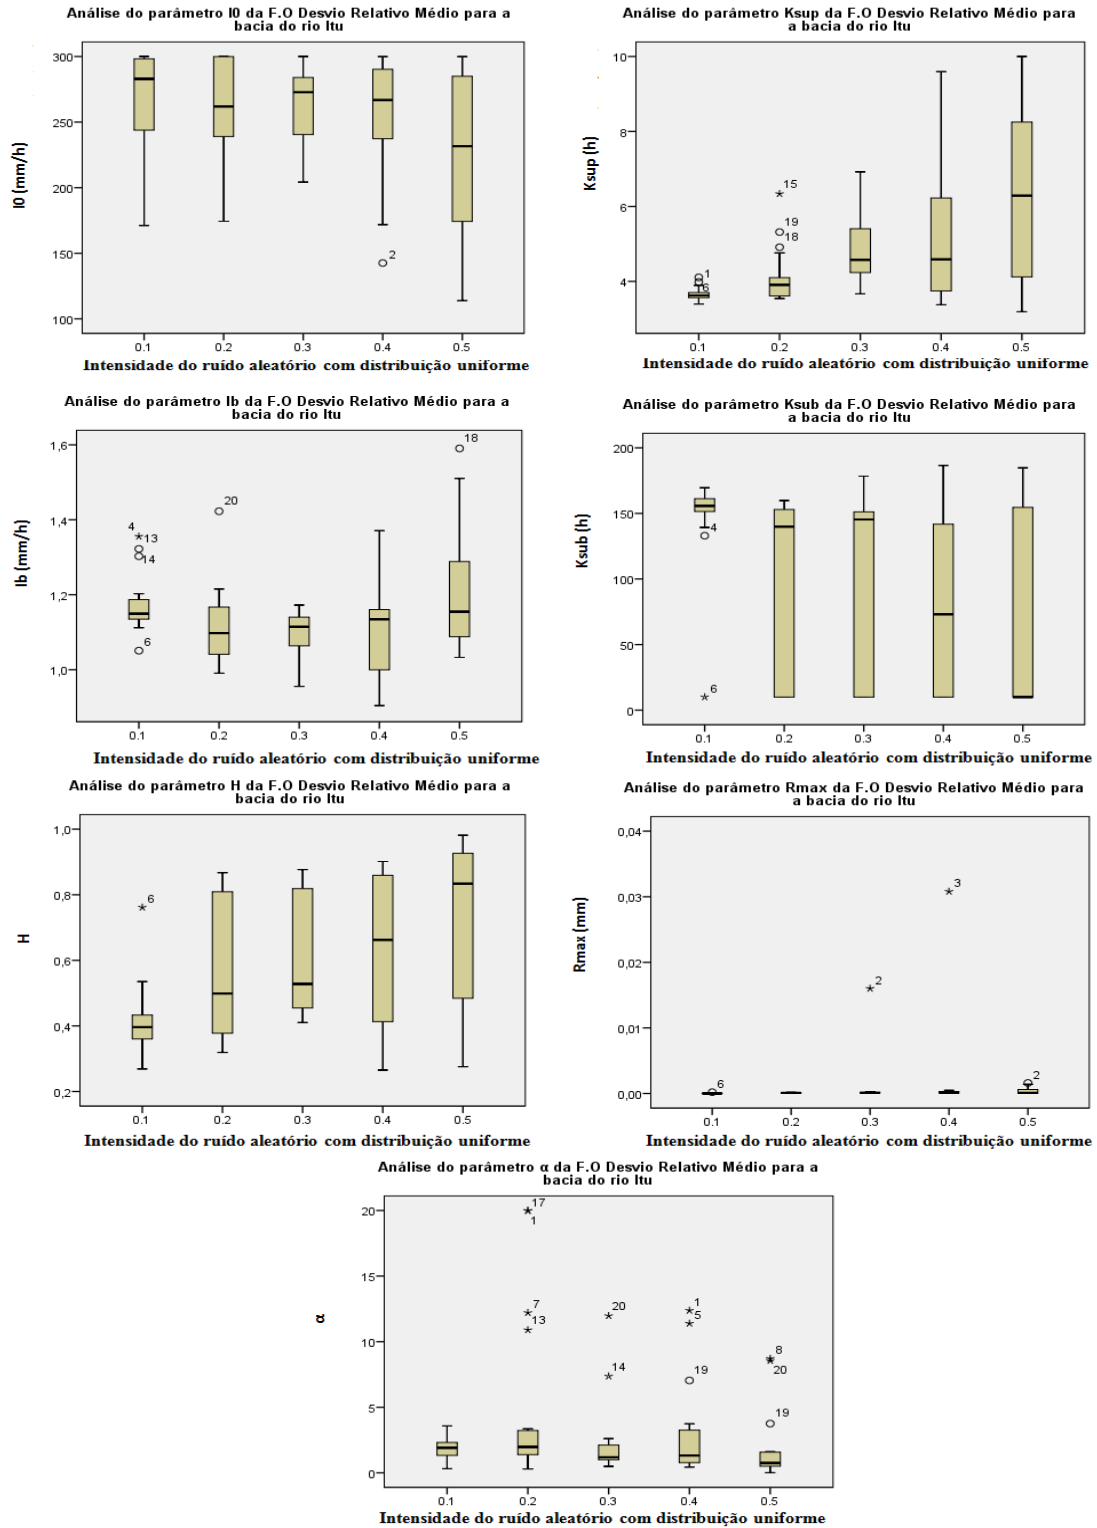 Análise do parâmetro I0 da F.O Desvio Relativo Médio para a
bacia do rio Itu
I0 (mm/h)
300
250
200
150
100
2
0.1 0.2 0.3 0.4 0.5
Intensidade do ruído aleatório com distribuição uniforme
Análise do parâmetro Ksup da F.O Desvio Relativo Médio para
a bacia do rio Itu
Ksup (h)
10
8
6
4
15
19
18
1
6
0.1 0.2 0.3 0.4 0.5
Intensidade do ruído aleatório com distribuição uniforme
Análise do parâmetro Ib da F.O Desvio Relativo Médio para a
bacia do rio Itu
Ib (mm/h)
1,6
1,4
1,2
1,0
18
20
4
13
14
6
0.1 0.2 0.3 0.4 0.5
Intensidade do ruído aleatório com distribuição uniforme
Análise do parâmetro Ksub da F.O Desvio Relativo Médio para
a bacia do rio Itu
Ksub (h)
200
150
100
50
0
4
6
0.1 0.2 0.3 0.4 0.5
Intensidade do ruído aleatório com distribuição uniforme
Análise do parâmetro H da F.O Desvio Relativo Médio para a
bacia do rio Itu
H
1,0
0,8
0,6
0,4
0,2
6
0.1 0.2 0.3 0.4 0.5
Intensidade do ruído aleatório com distribuição uniforme
Análise do parâmetro Rmax da F.O Desvio Relativo Médio para
a bacia do rio Itu
Rmax (mm)
0,04
0,03
0,02
0,01
0,00
3
2
6
2
0.1 0.2 0.3 0.4 0.5
Intensidade do ruído aleatório com distribuição uniforme
Análise do parâmetro α da F.O Desvio Relativo Médio para a
bacia do rio Itu
α
20
15
10
5
0
17
1
7
13
20
14
1
5
19
8
20
19
0.1 0.2 0.3 0.4 0.5
Intensidade do ruído aleatório com distribuição uniforme